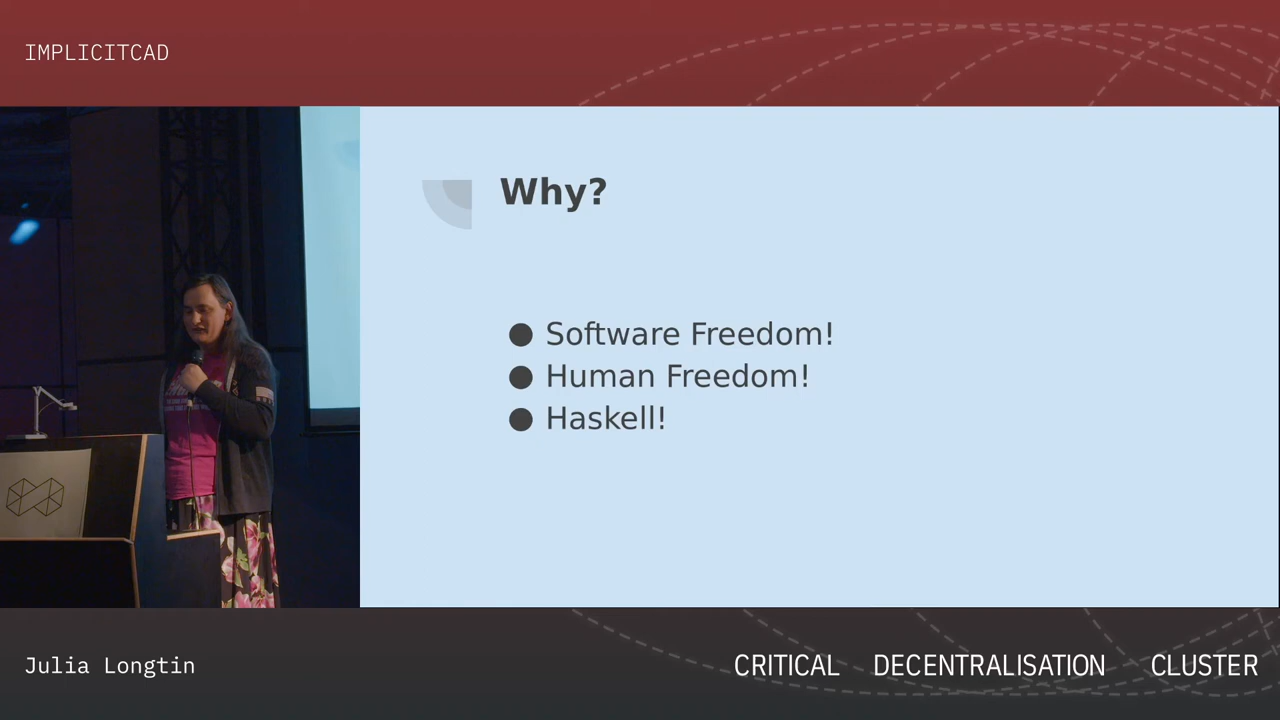 IMPLICITCAD
Why?
● Software Freedom!
● Human Freedom!
● Haskell!
Julia Longtin
CRITICAL DECENTRALISATION CLUSTER